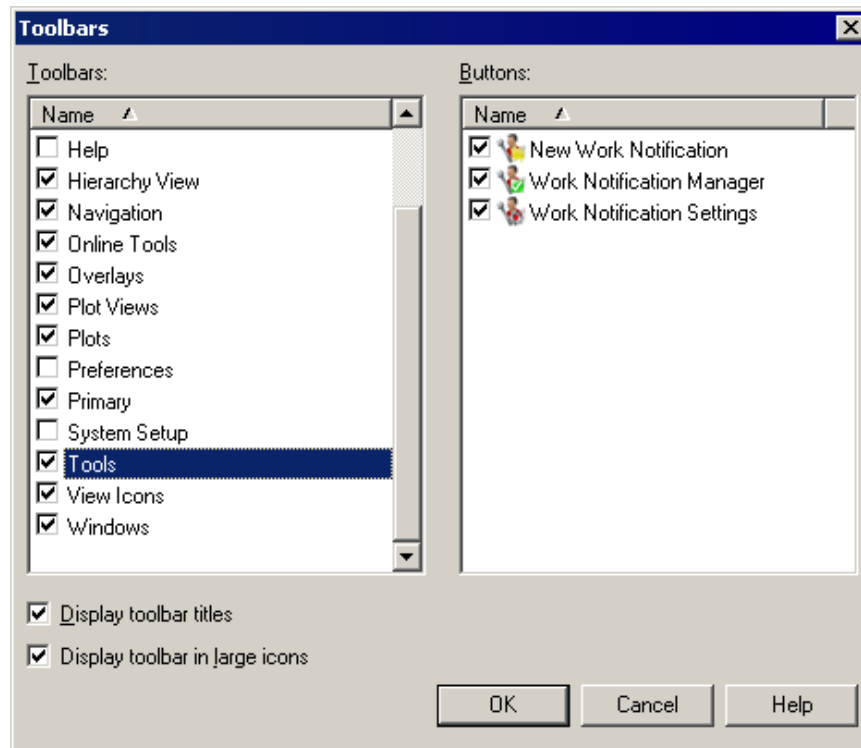 Toolbars
Toolbars:
Name
Help
Hierarchy View
Navigation
Online Tools
Overlays
Plot Views
Plots
Preferences
Primary
System Setup
Tools
View Icons
Windows
Buttons:
Name
New Work Notification
Work Notification Manager
Work Notification Settings
Display toolbar titles
Display toolbar in large icons
OK Cancel Help